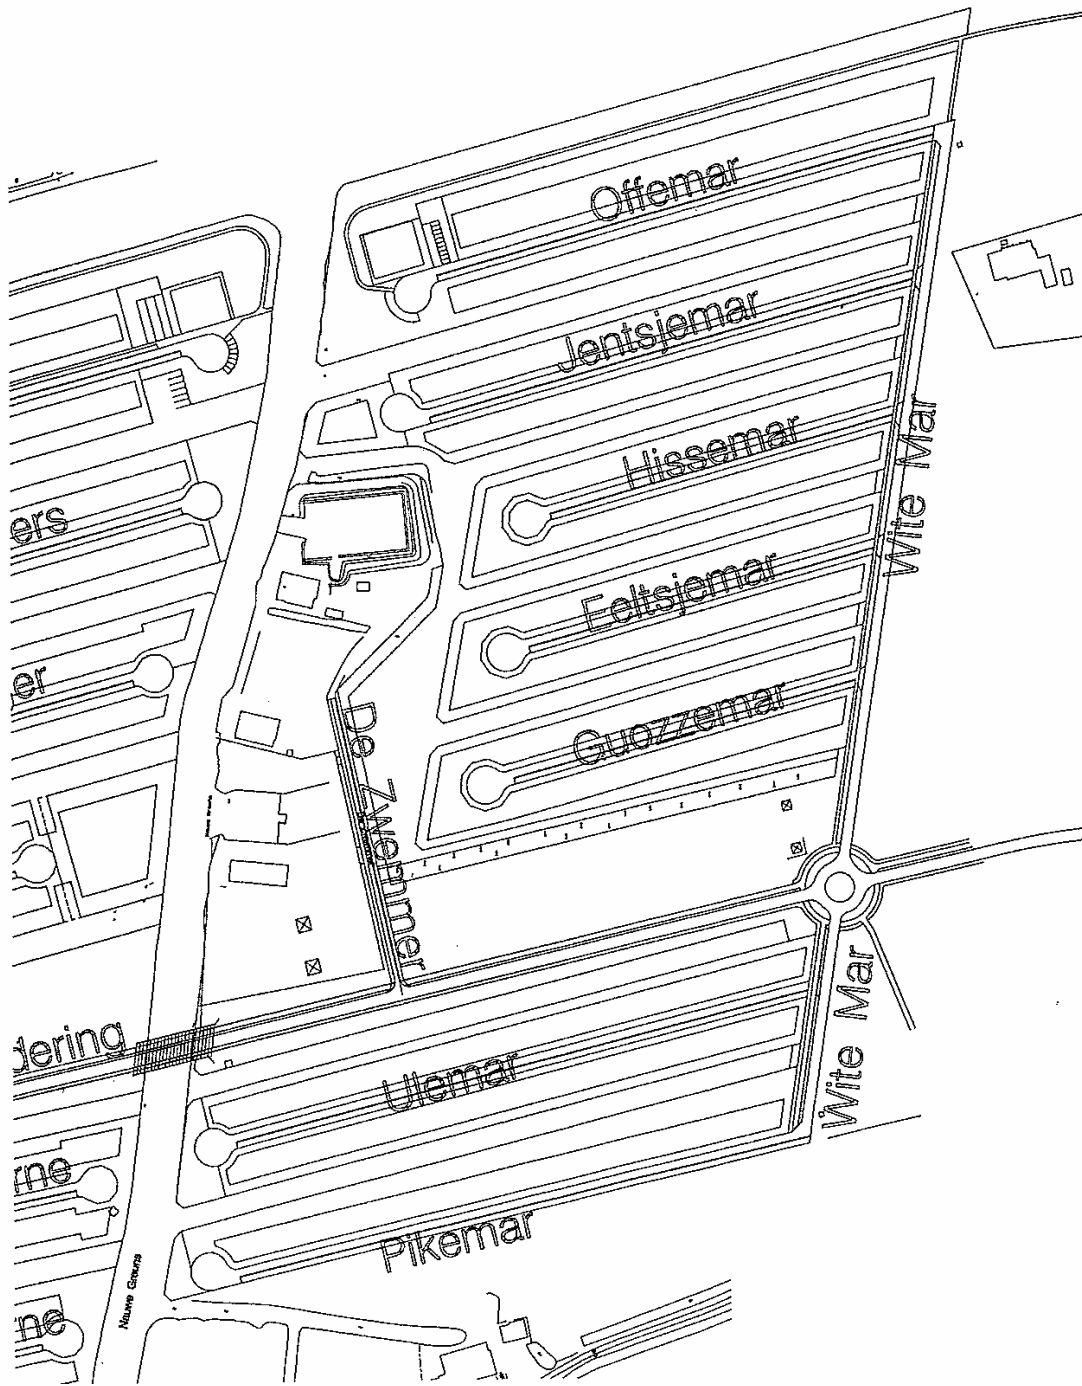 Offemar
Jentsjemar
Wite Mar
Hissemar
ers
Eeltsjemar
er
Guozzemar
De Zwemmer
dering
Wite Mar
Ulemar
rne
Pikemar
Nauwe Greuns
ne